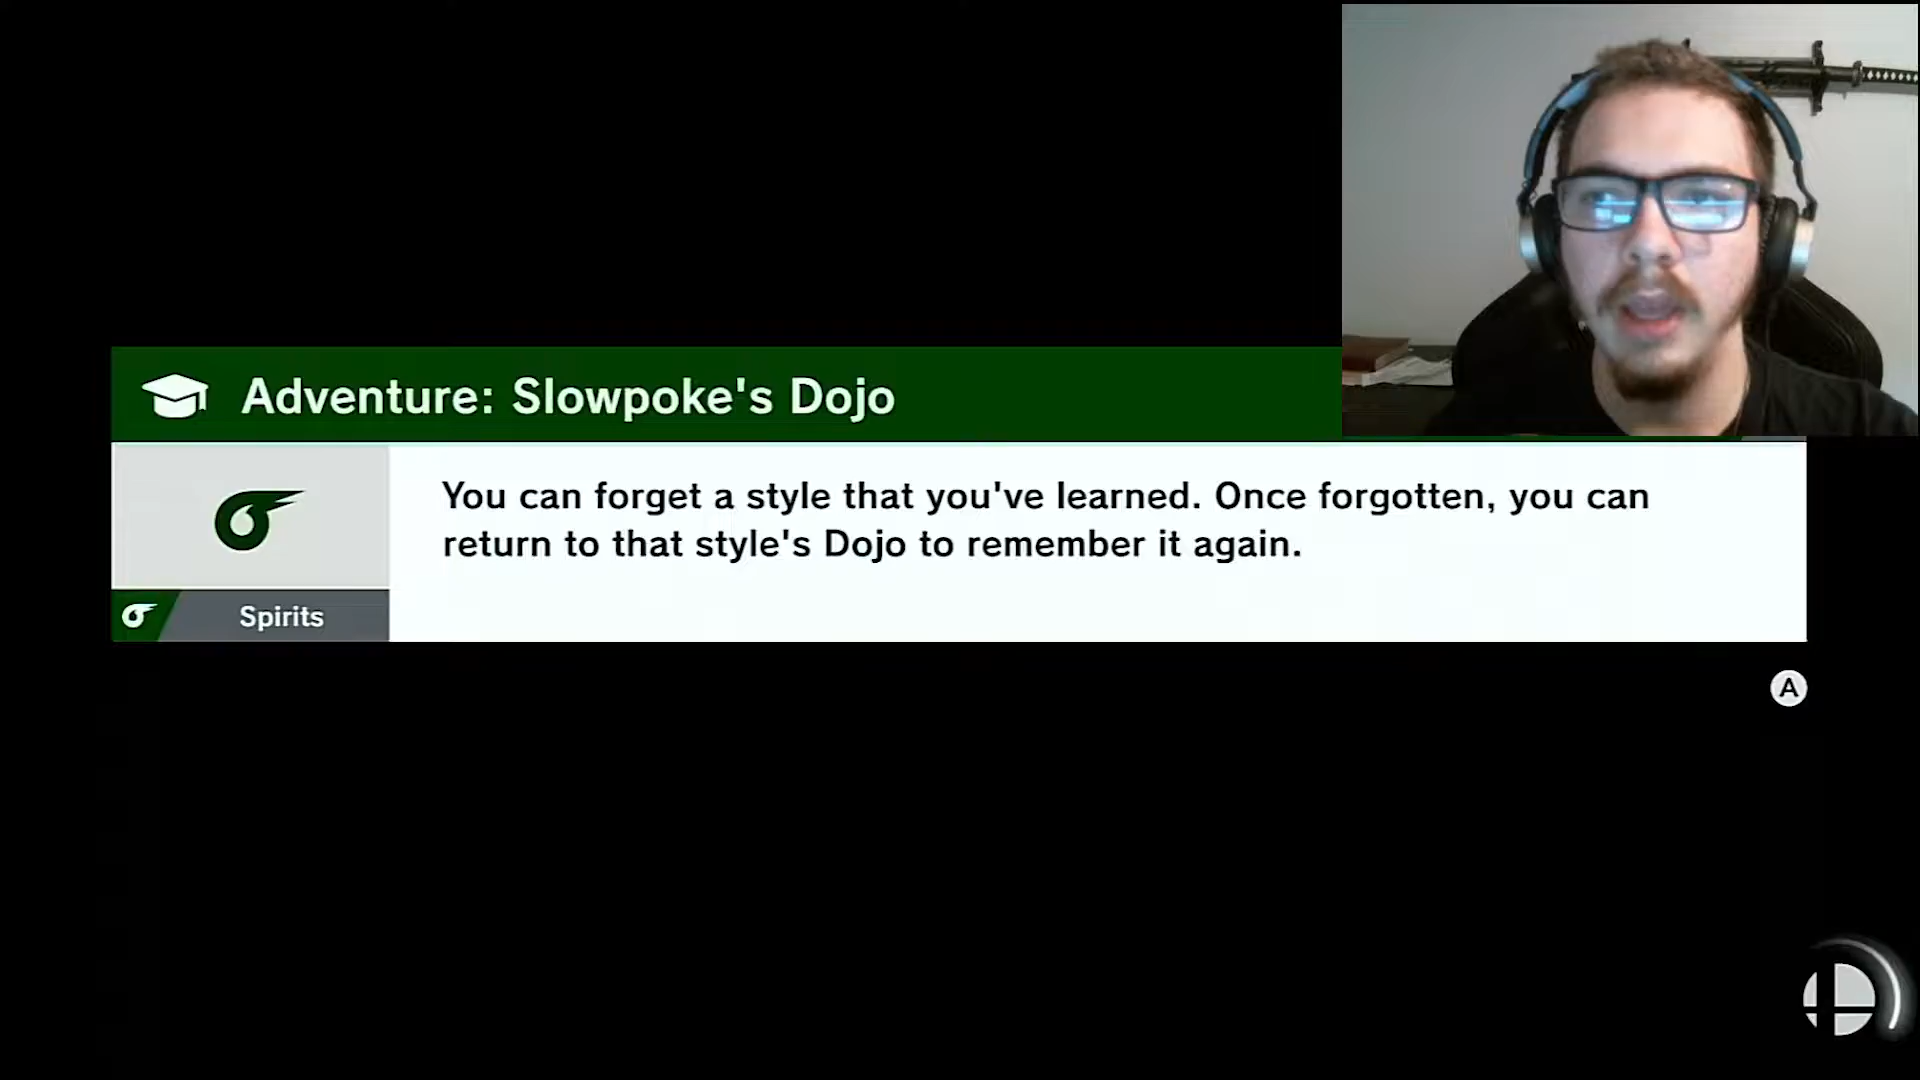 Adventure: Slowpoke's Dojo
You can forget a style that you've learned. Once forgotten, you can
return to that style's Dojo to remember it again.
Spirits
A